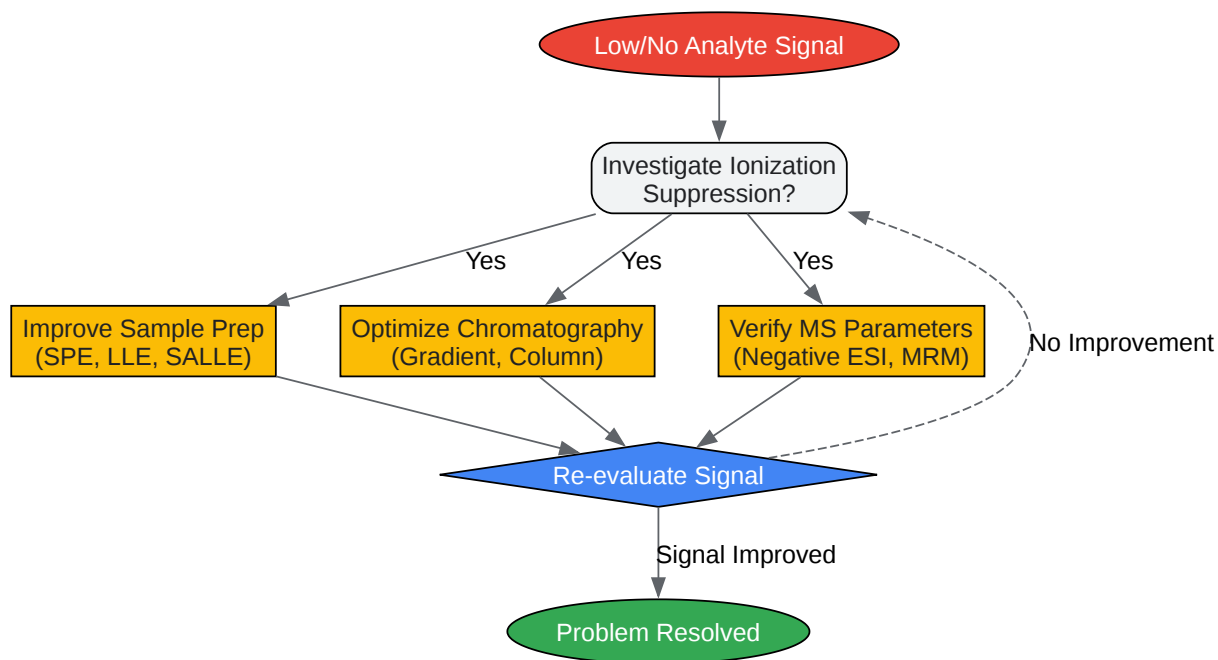 Low/No Analyte Signal
Investigate Ionization
Suppression?
Yes
Yes
Yes
Improve Sample Prep
(SPE, LLE, SALLE)
Optimize Chromatography
(Gradient, Column)
Verify MS Parameters
(Negative ESI, MRM)
No Improvement
Re-evaluate Signal
Signal Improved
Problem Resolved